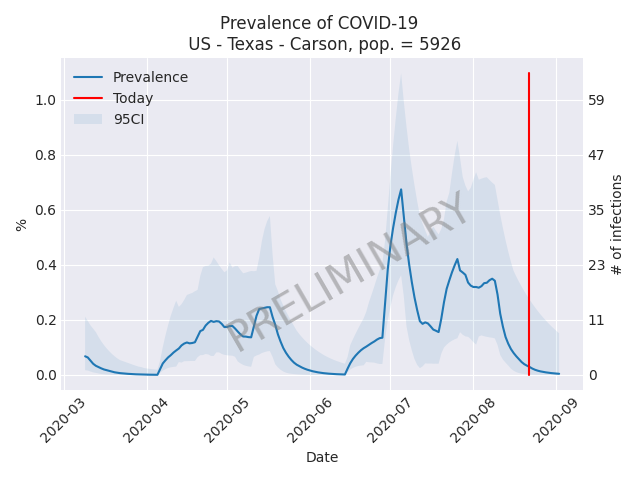 Prevalence of COVID-19
US - Texas - Carson, pop. = 5926
Prevalence
Today
95CI
1.0
0.8
0.6
0.4
0.2
0.0
%
59
47
35
23
11
0
# of infections
PRELIMINARY
2020-03
2020-04
2020-05
2020-06
2020-07
2020-08
2020-09
Date